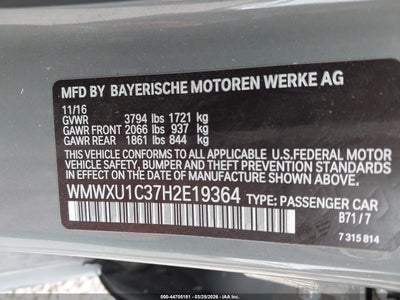 MFD BY BAYERISCHE MOTOREN WERKE AG
11/16
GVWR 3794 lbs 1721 kg
GAWR FRONT 2066 lbs 937 kg
GAWR REAR 1861 lbs 844 kg
THIS VEHICLE CONFORMS TO ALL APPLICABLE U.S.FEDERAL MOTOR
VEHICLE SAFETY, BUMPER AND THEFT PREVENTION STANDARDS
IN EFFECT ON THE DATE OF MANUFACTURE SHOWN ABOVE.
WMWXU1C37H2E19364 TYPE: PASSENGER CAR
B71/7
7 315 814
000-44705181 - 03/25/2026 - IAAI.COM